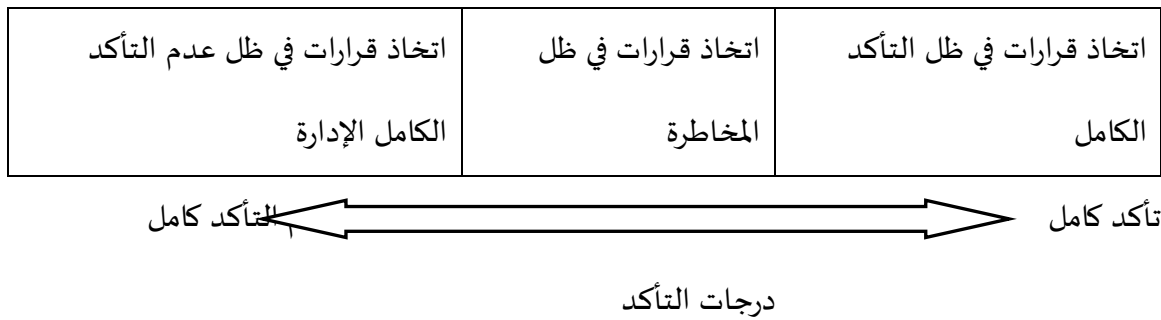 اتخاذ قرارات في ظل التأكد
الكامل
اتخاذ قرارات في ظل
المخاطرة
اتخاذ قرارات في ظل عدم التأكد
الكامل الإدارة
تأكد كامل
التأكد كامل
درجات التأكد